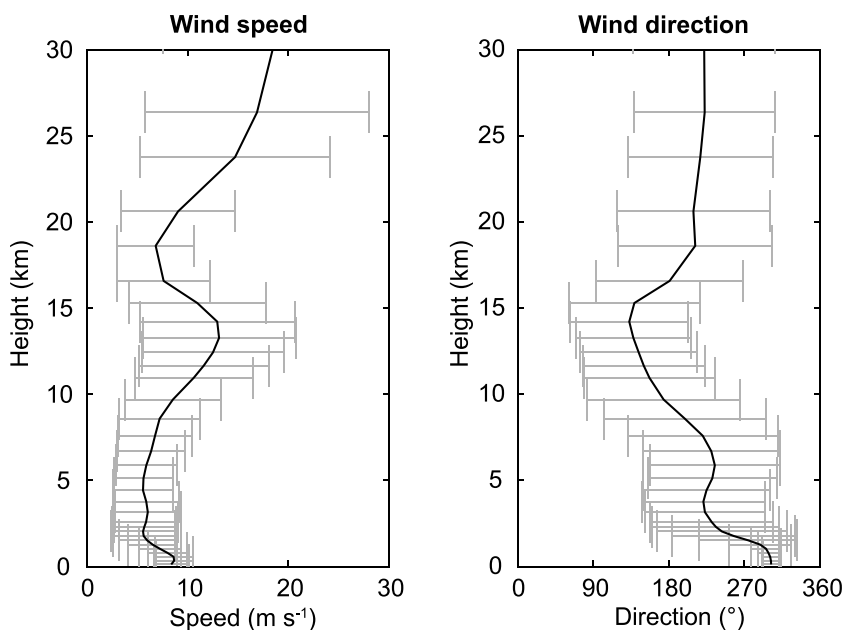 Wind speed
30
25
20
15
10
5
0
Height (km)
0 10 20 30
Speed (m s-1)
Wind direction
30
25
20
15
10
5
0
Height (km)
0 90 180 270 360
Direction (°)